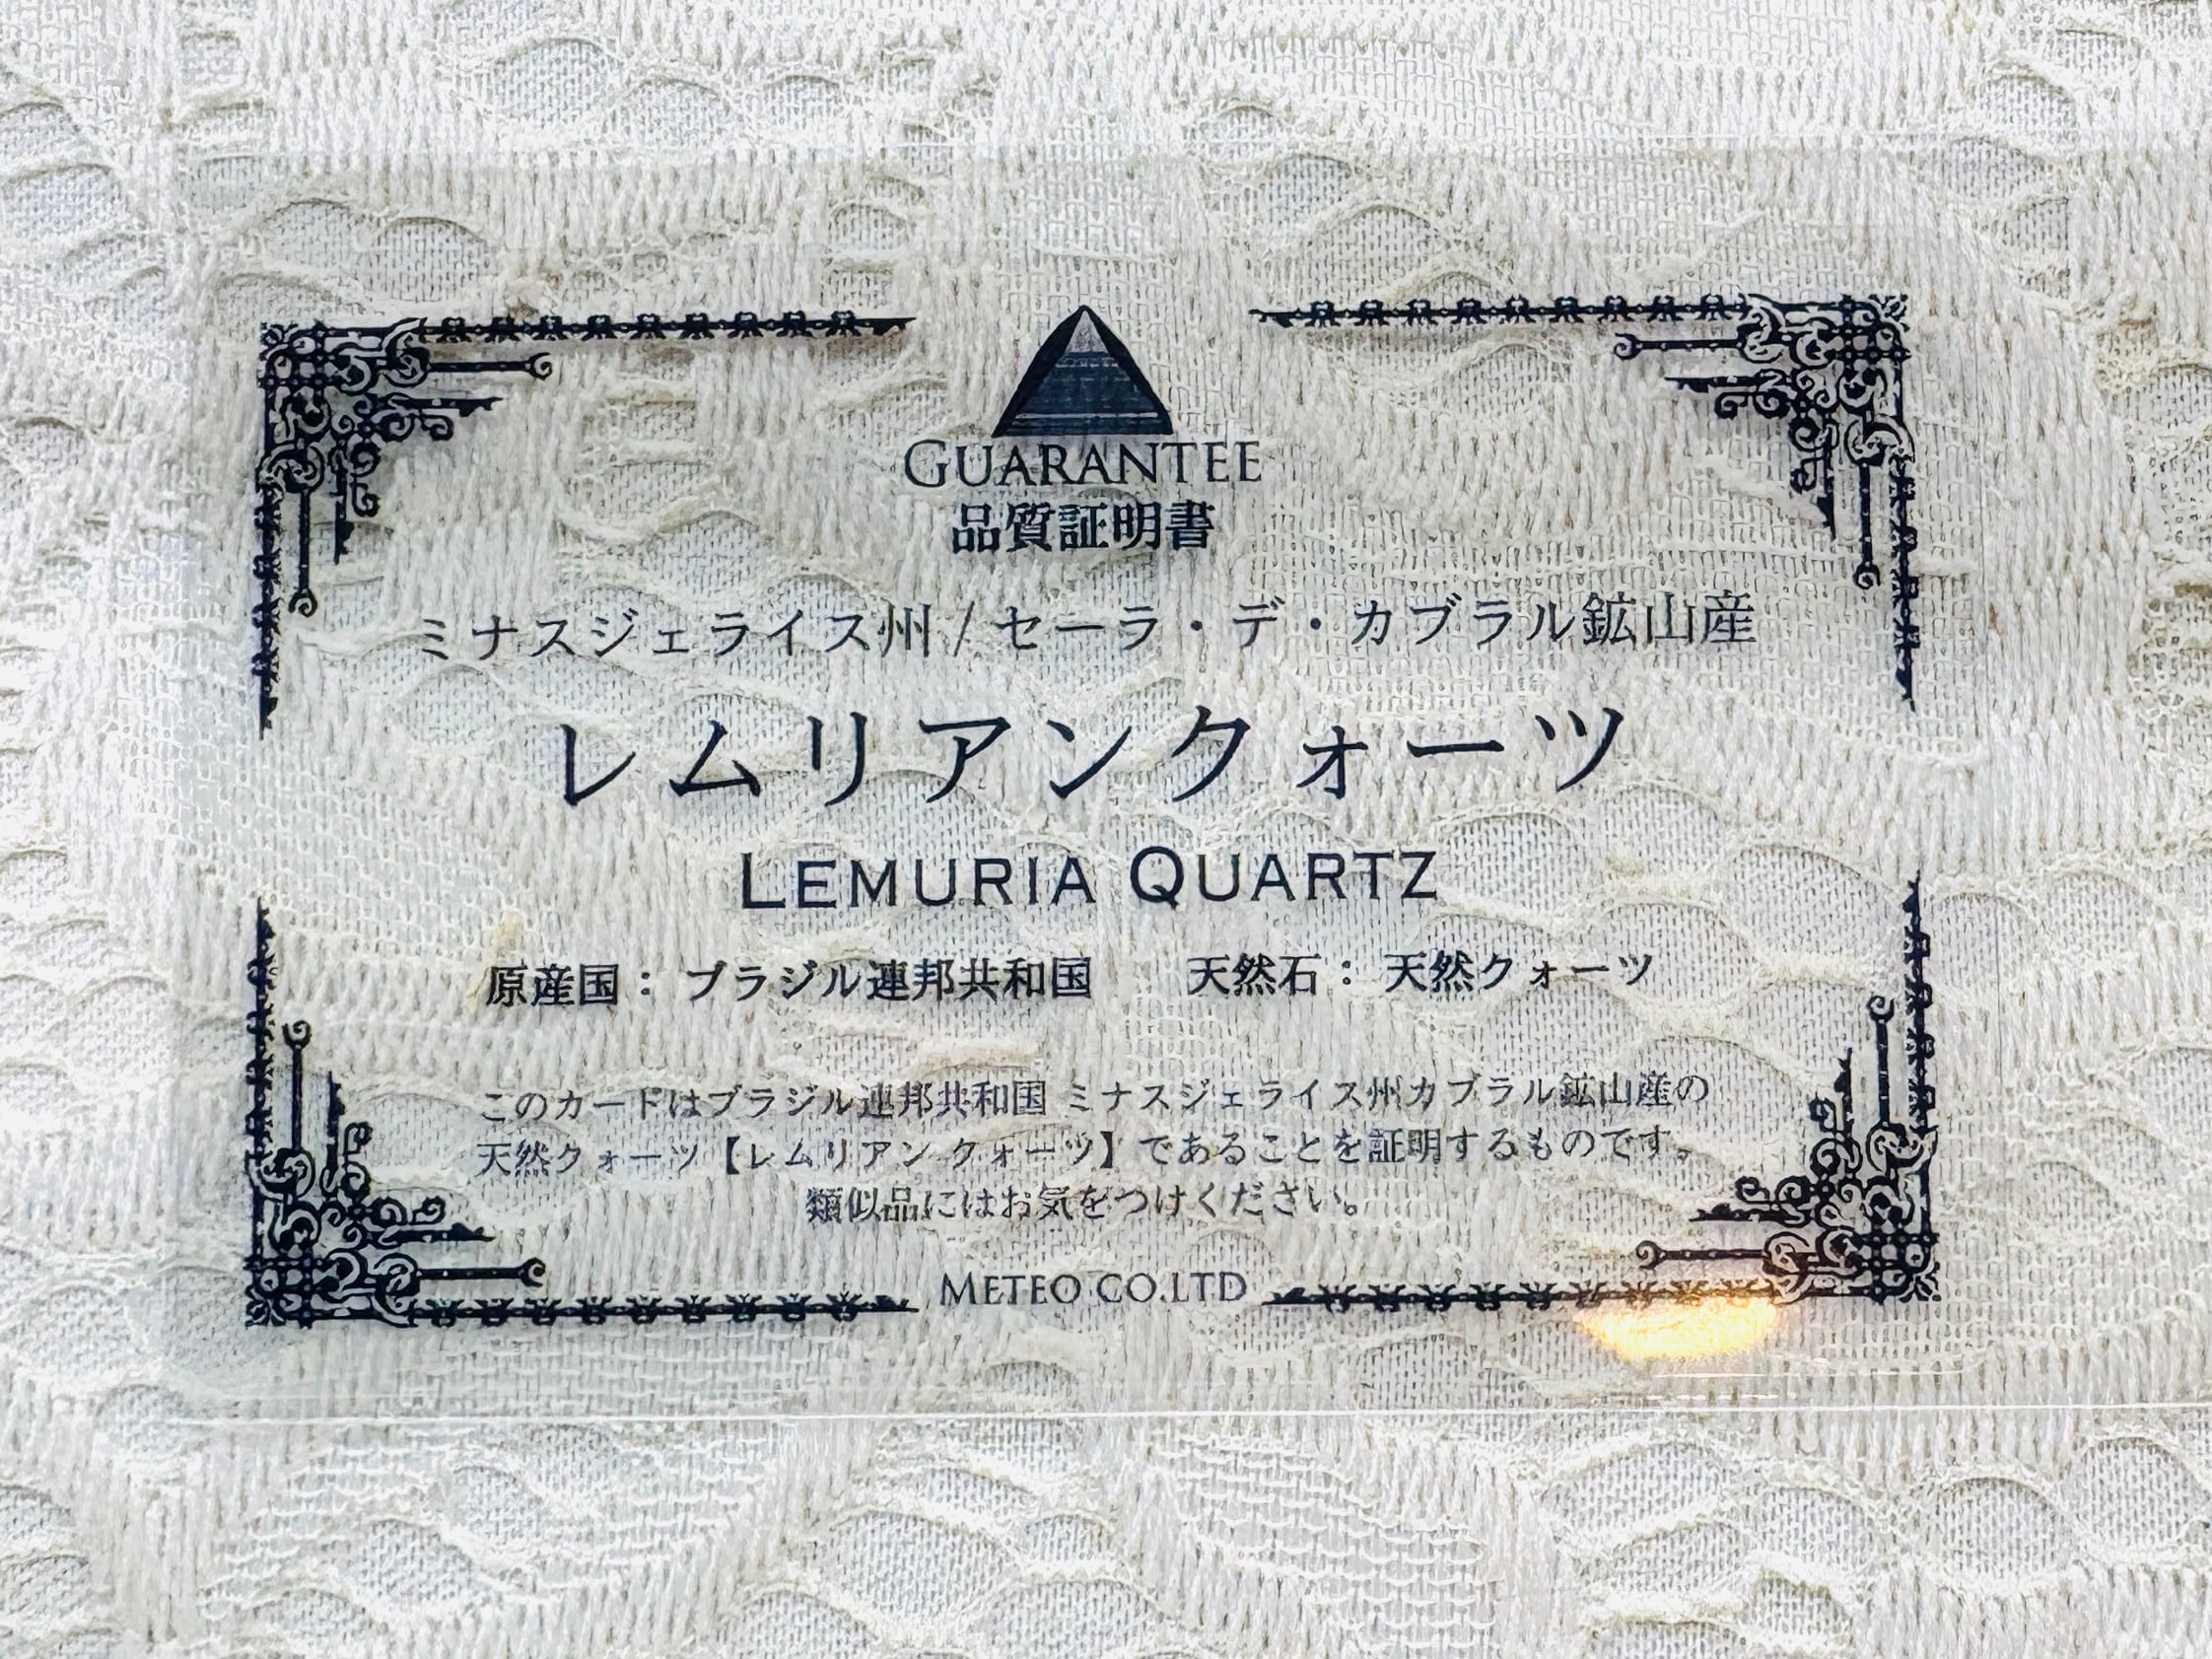 GUARANTEE
品質証明書
ミナスジェライス州 / セーラ・デ・カブラル鉱山産
レムリアンクォーツ
LEMURIA QUARTZ
原産国： ブラジル連邦共和国 天然石： 天然クォーツ
このカードはブラジル連邦共和国 ミナスジェライス州カブラル鉱山産の
天然クォーツ【レムリアン クォーツ】であることを証明するものです。
類似品にはお気をつけください。
METEO CO.LTD